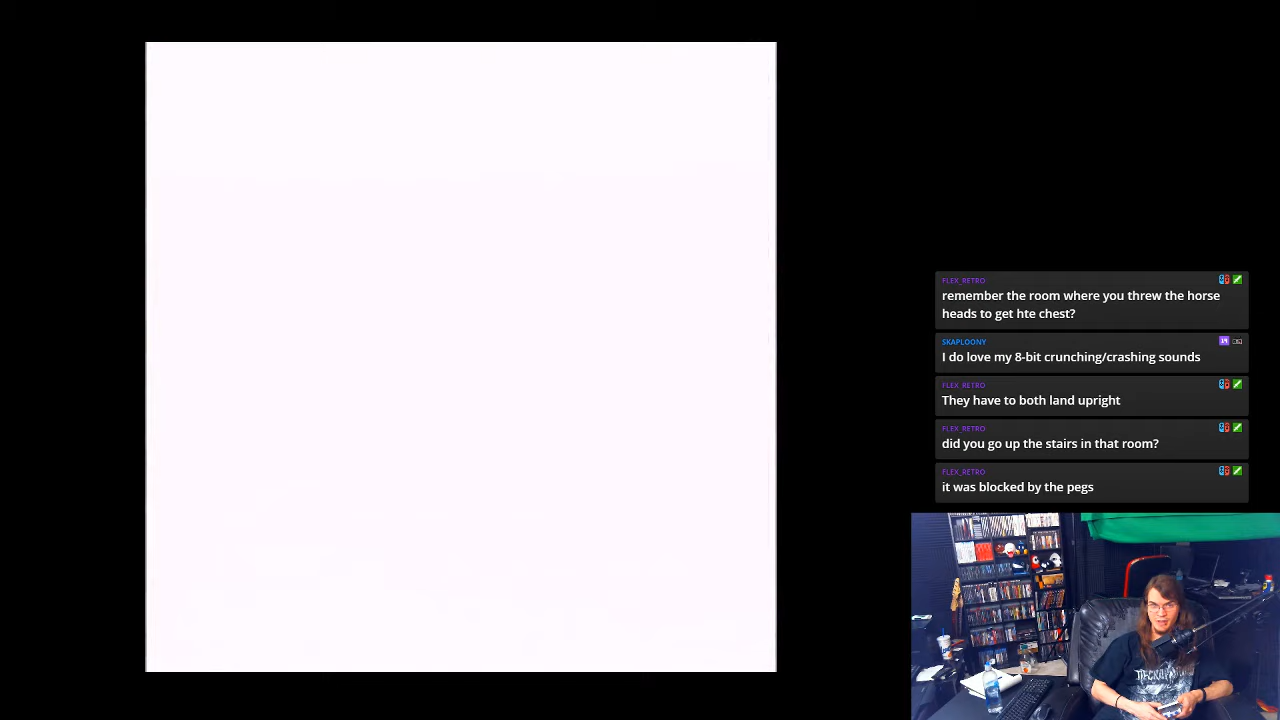 FLEX_RETRO
remember the room where you threw the horse
heads to get hte chest?
SKAPLOONY
I do love my 8-bit crunching/crashing sounds
FLEX_RETRO
They have to both land upright
FLEX_RETRO
did you go up the stairs in that room?
FLEX_RETRO
it was blocked by the pegs